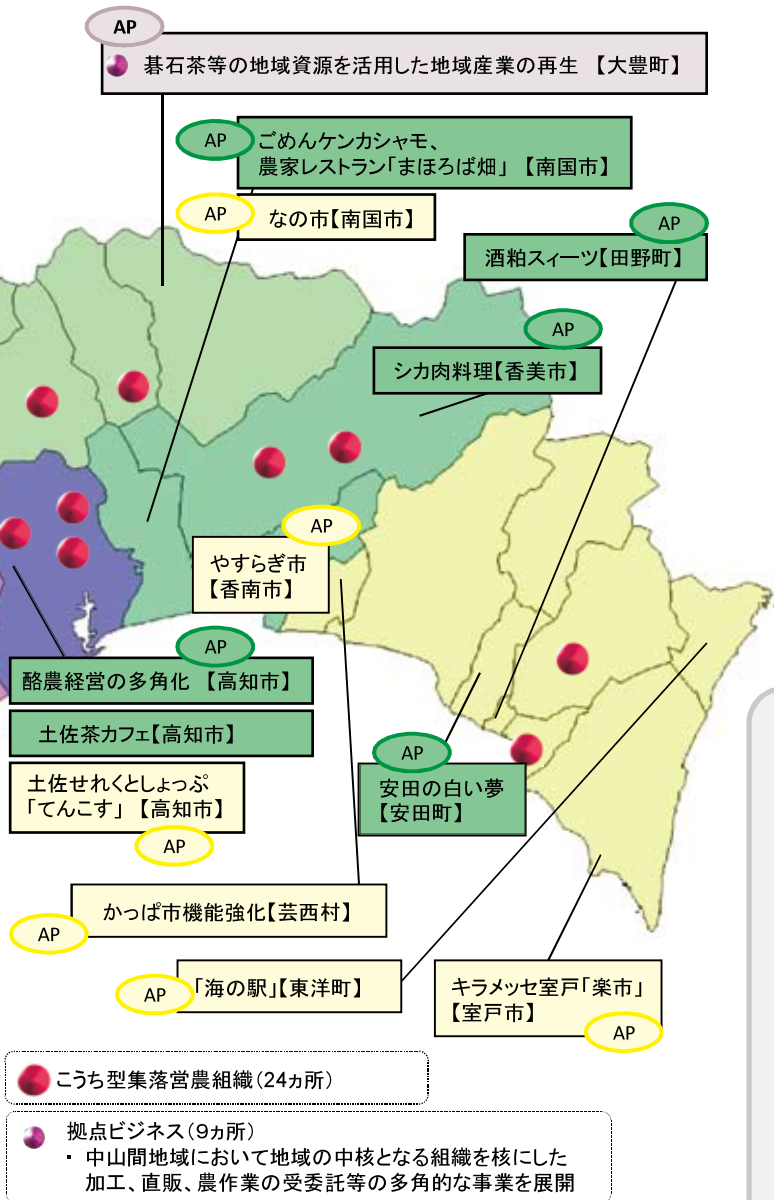 AP
碁石茶等の地域資源を活用した地域産業の再生 【大豊町】
AP
ごめんケンカシャモ、
農家レストラン「まほろば畑」 【南国市】
AP
なの市【南国市】
AP
酒粕スィーツ【田野町】
AP
シカ肉料理【香美市】
AP
やすらぎ市
【香南市】
AP
酪農経営の多角化 【高知市】
土佐茶カフェ【高知市】
土佐せれくとしょっぷ
「てんこす」 【高知市】
AP
AP
安田の白い夢
【安田町】
かっぱ市機能強化【芸西村】
AP
AP
「海の駅」【東洋町】
キラメッセ室戸「楽市」
【室戸市】
AP
こうち型集落営農組織(24ヵ所)
拠点ビジネス(9ヵ所)
・ 中山間地域において地域の中核となる組織を核にした
加工、直販、農作業の受委託等の多角的な事業を展開